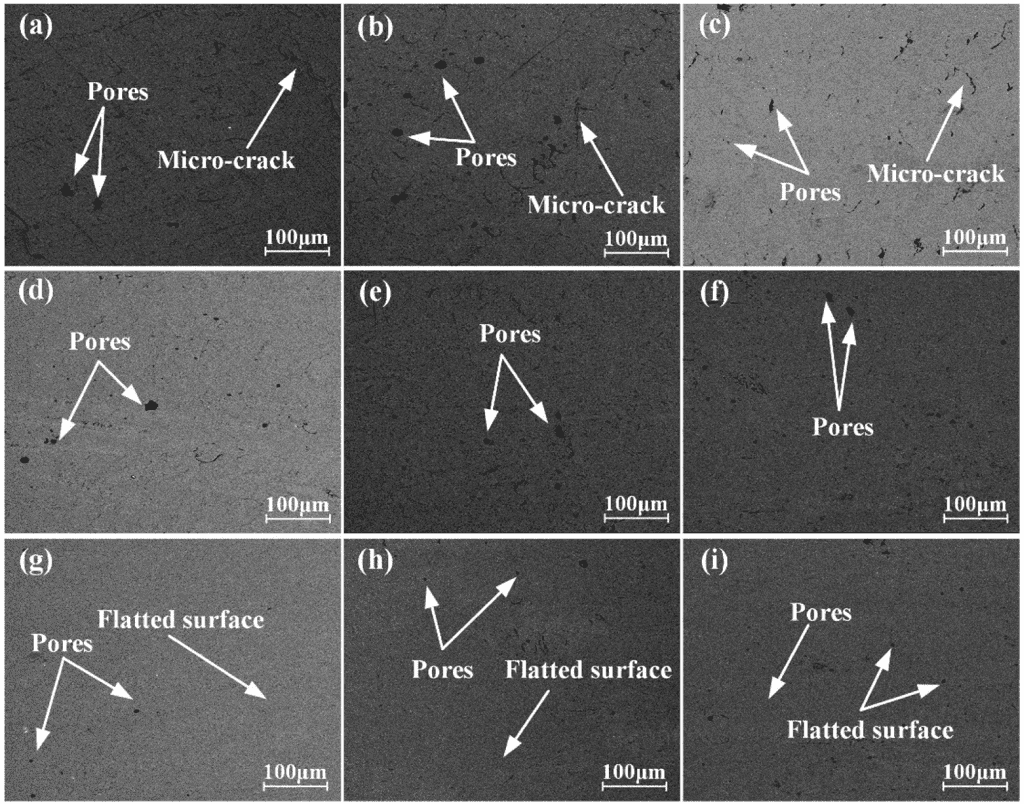 (a)
Pores
Micro-crack
100μm
(b)
Pores
Micro-crack
100μm
(c)
Pores
Micro-crack
100μm
(d)
Pores
100μm
(e)
Pores
100μm
(f)
Pores
100μm
(g)
Flatted surface
Pores
100μm
(h)
Pores
Flatted surface
100μm
(i)
Pores
Flatted surface
100μm